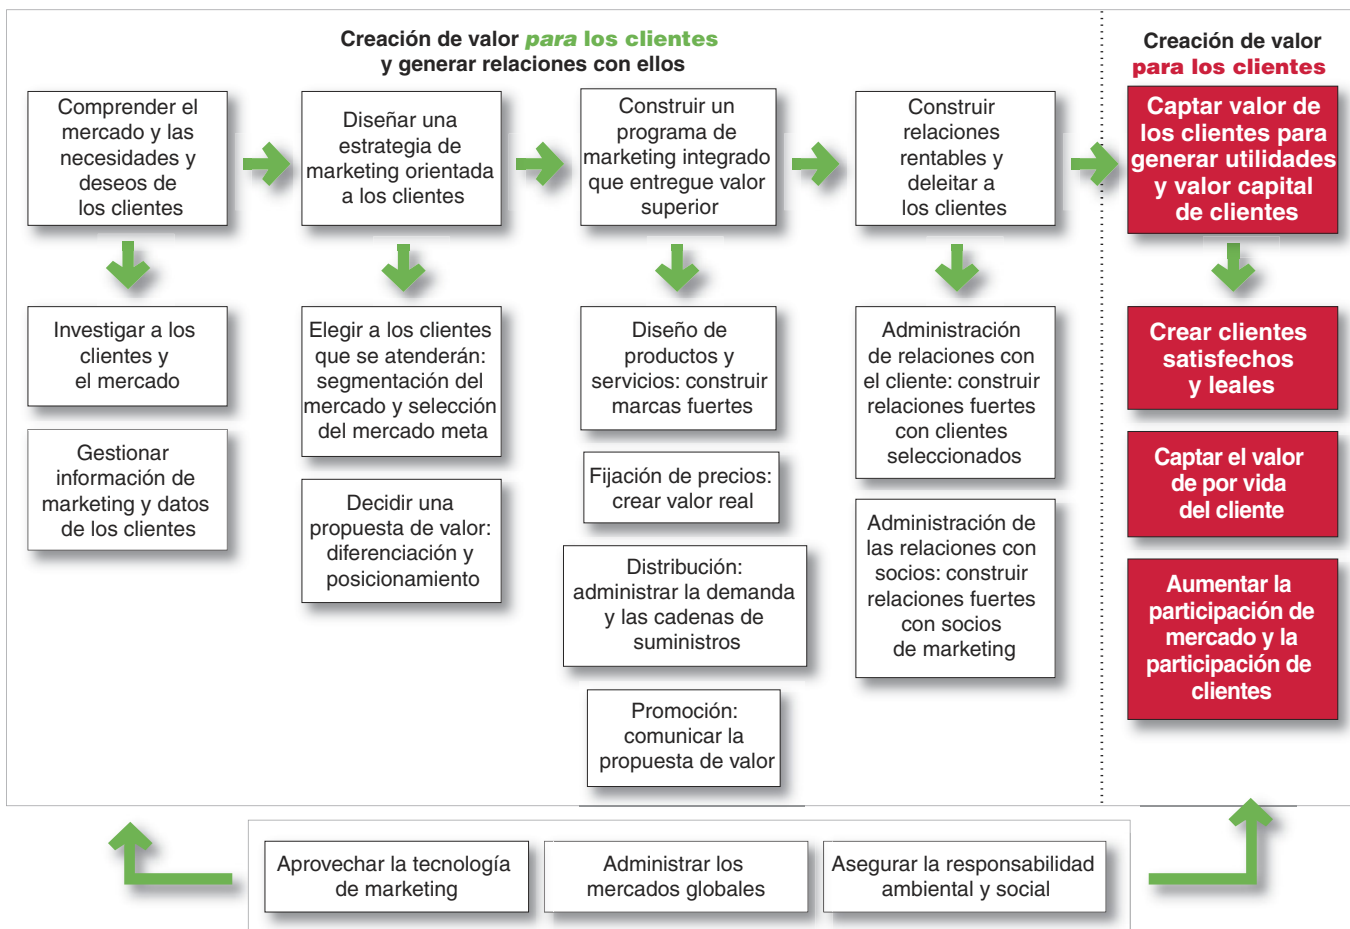 Creación de valor para los clientes
y generar relaciones con ellos
Creación de valor
para los clientes
Comprender el
mercado y las
necesidades y
deseos de
los clientes
Diseñar una
estrategia de
marketing orientada
a los clientes
Construir un
programa de
marketing integrado
que entregue valor
superior
Construir
relaciones
rentables y
deleitar a
los clientes
Captar valor de
los clientes para
generar utilidades
y valor capital
de clientes
Investigar a los
clientes y
el mercado
Gestionar
información de
marketing y datos
de los clientes
Elegir a los clientes
que se atenderán:
segmentación del
mercado y selección
del mercado meta
Decidir una
propuesta de valor:
diferenciación y
posicionamiento
Diseño de
productos y
servicios: construir
marcas fuertes
Fijación de precios:
crear valor real
Distribución:
administrar la demanda
y las cadenas de
suministros
Promoción:
comunicar la
propuesta de valor
Administración
de relaciones con
el cliente: construir
relaciones fuertes
con clientes
seleccionados
Administración de
las relaciones con
socios: construir
relaciones fuertes
con socios
de marketing
Crear clientes
satisfechos
y leales
Captar el valor
de por vida
del cliente
Aumentar la
participación de
mercado y la
participación de
clientes
Aprovechar la tecnología
de marketing
Administrar los
mercados globales
Asegurar la responsabilidad
ambiental y social